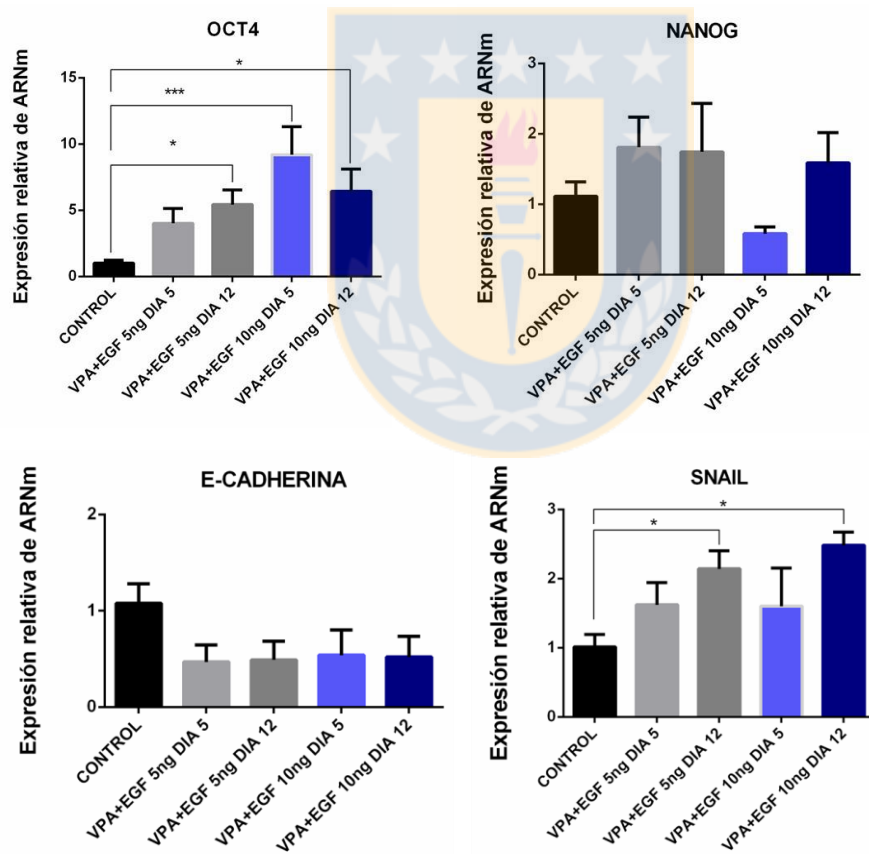 OCT4
Expresión relativa de ARNm
15
10
5
0
*
***
*
CONTROL
VPA+EGF 5ng DIA 5
VPA+EGF 5ng DIA 12
VPA+EGF 10ng DIA 5
VPA+EGF 10ng DIA 12
NANOG
Expresión relativa de ARNm
3
2
1
0
CONTROL
VPA+EGF 5ng DIA 5
VPA+EGF 5ng DIA 12
VPA+EGF 10ng DIA 5
VPA+EGF 10ng DIA 12
E-CADHERINA
Expresión relativa de ARNm
2
1
0
CONTROL
VPA+EGF 5ng DIA 5
VPA+EGF 5ng DIA 12
VPA+EGF 10ng DIA 5
VPA+EGF 10ng DIA 12
SNAIL
Expresión relativa de ARNm
3
2
1
0
*
*
CONTROL
VPA+EGF 5ng DIA 5
VPA+EGF 5ng DIA 12
VPA+EGF 10ng DIA 5
VPA+EGF 10ng DIA 12